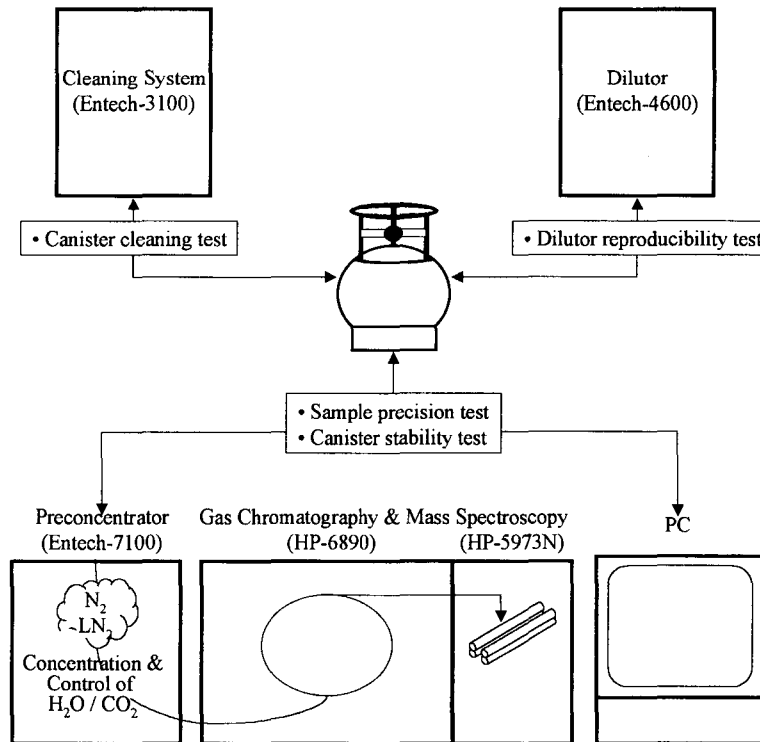 Cleaning System
(Entech-3100)
Dilutor
(Entech-4600)
• Canister cleaning test
• Dilutor reproducibility test
• Sample precision test
• Canister stability test
Preconcentrator
(Entech-7100)
Gas Chromatography & Mass Spectroscopy
(HP-6890) (HP-5973N)
PC
N₂
LN₂
Concentration &
Control of
H₂O / CO₂